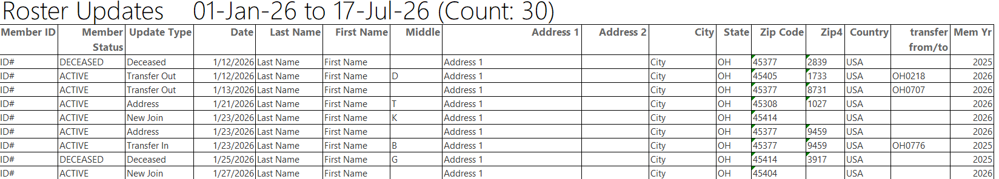 Roster Updates 01-Jan-26 to 17-Jul-26 (Count: 30)
Member ID Member Status Update Type Date Last Name First Name Middle Address 1 Address 2 City State Zip Code Zip4 Country transfer from/to Mem Yr
ID# DECEASED Deceased 1/12/2026 Last Name First Name Address 1 City OH 45377 2839 USA 2025
ID# ACTIVE Transfer Out 1/12/2026 Last Name First Name D Address 1 City OH 45405 1733 USA OH0218 2026
ID# ACTIVE Transfer Out 1/13/2026 Last Name First Name Address 1 City OH 45377 8731 USA OH0707 2026
ID# ACTIVE Address 1/21/2026 Last Name First Name T Address 1 City OH 45308 1027 USA 2026
ID# ACTIVE New Join 1/23/2026 Last Name First Name K Address 1 City OH 45414 USA 2026
ID# ACTIVE Address 1/23/2026 Last Name First Name Address 1 City OH 45377 9459 USA 2026
ID# ACTIVE Transfer In 1/23/2026 Last Name First Name B Address 1 City OH 45377 9459 USA OH0776 2025
ID# DECEASED Deceased 1/25/2026 Last Name First Name G Address 1 City OH 45414 3917 USA 2025
ID# ACTIVE New Join 1/27/2026 Last Name First Name Address 1 City OH 45404 USA 2026